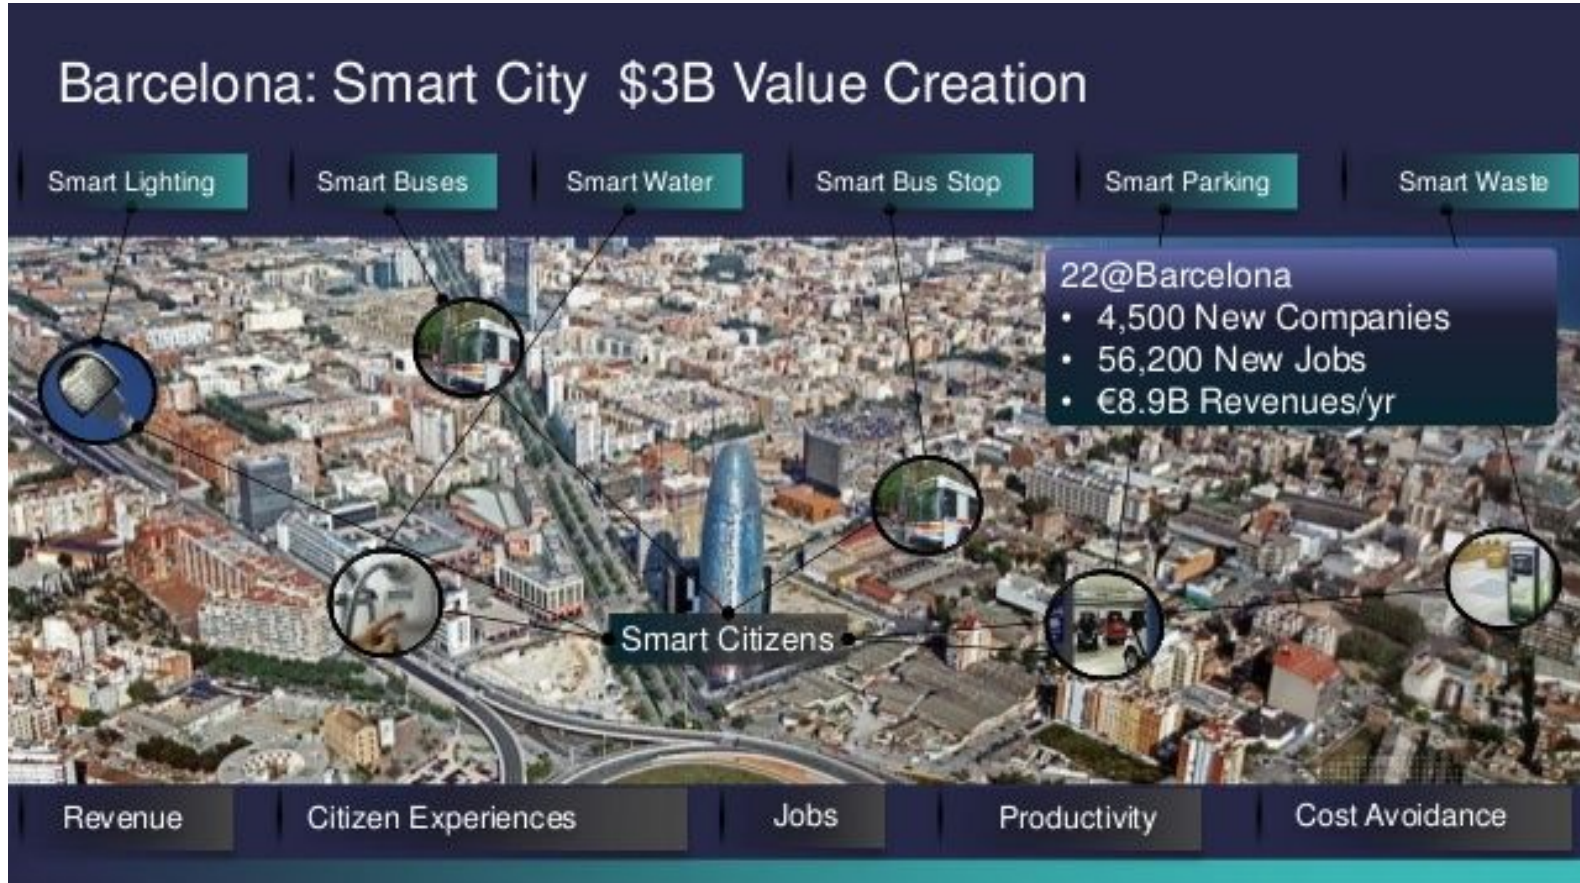 Barcelona: Smart City $3B Value Creation
Smart Lighting
Smart Buses
Smart Water
Smart Bus Stop
Smart Parking
Smart Waste
22@Barcelona
• 4,500 New Companies
• 56,200 New Jobs
• €8.9B Revenues/yr
Smart Citizens
Revenue
Citizen Experiences
Jobs
Productivity
Cost Avoidance